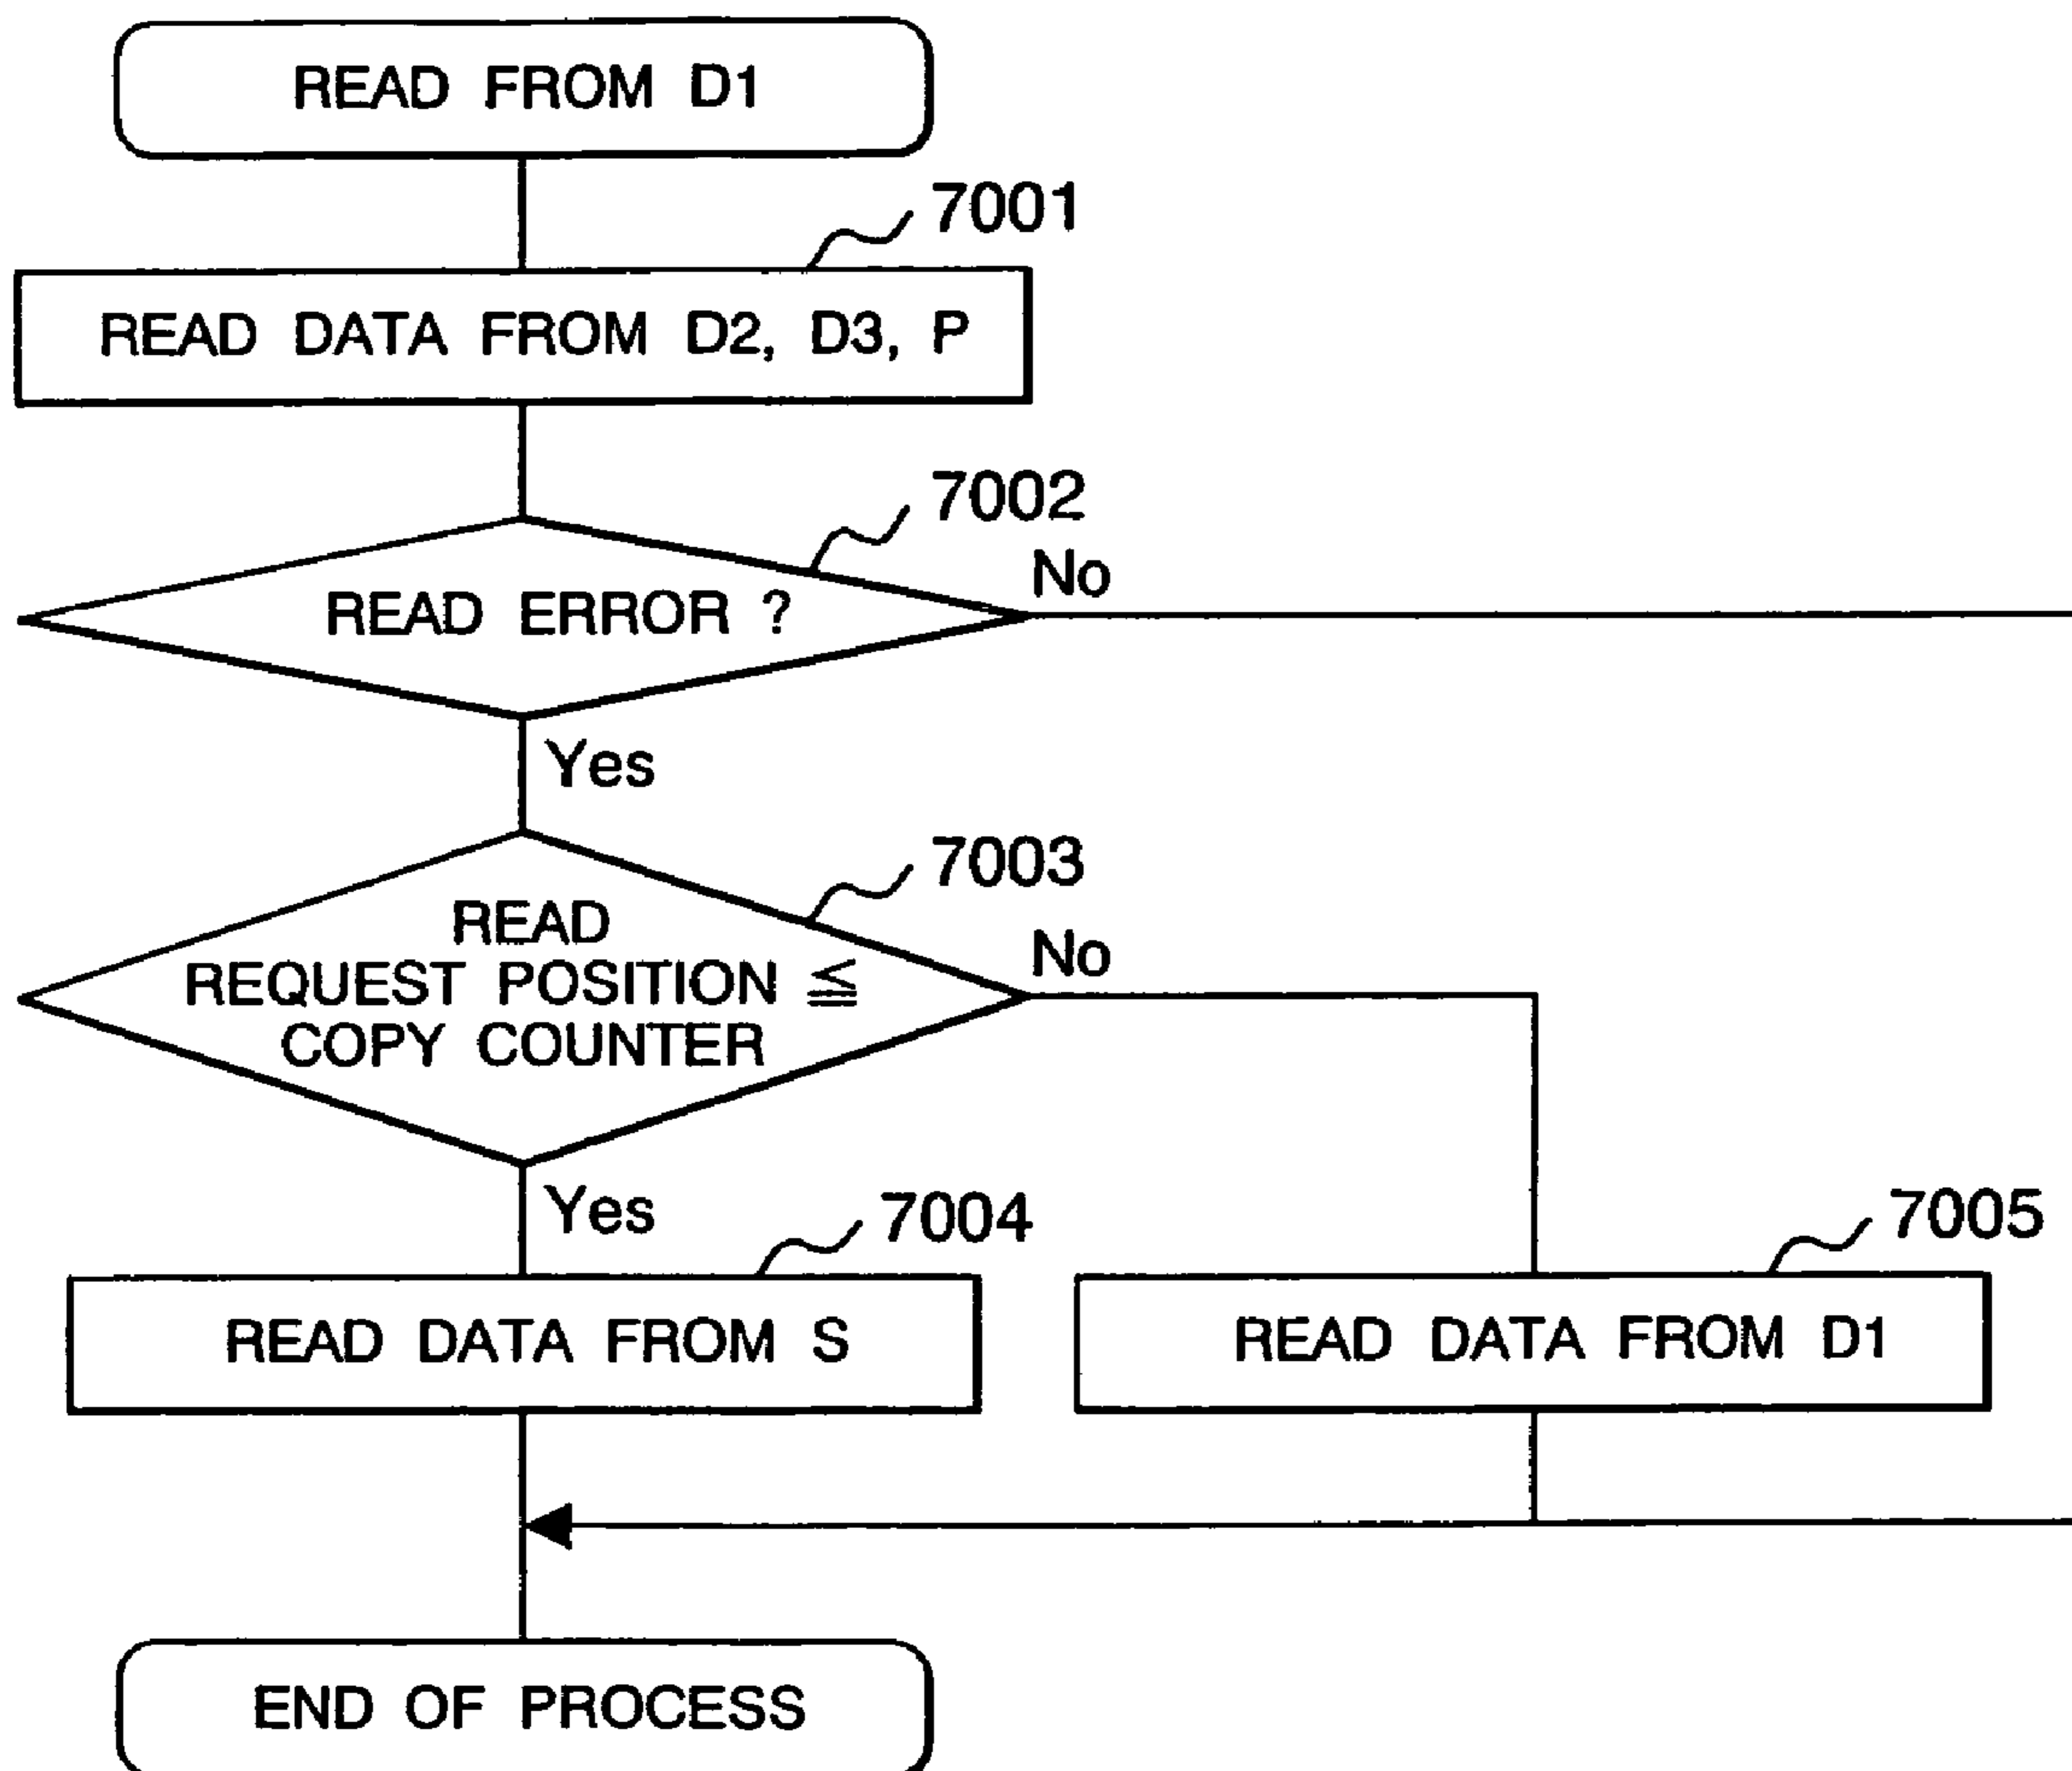 READ FROM D1
7001
READ DATA FROM D2, D3, P
7002
READ ERROR ?
No
Yes
7003
READ
REQUEST POSITION ≦
COPY COUNTER
No
Yes
7004
7005
READ DATA FROM S
READ DATA FROM D1
END OF PROCESS